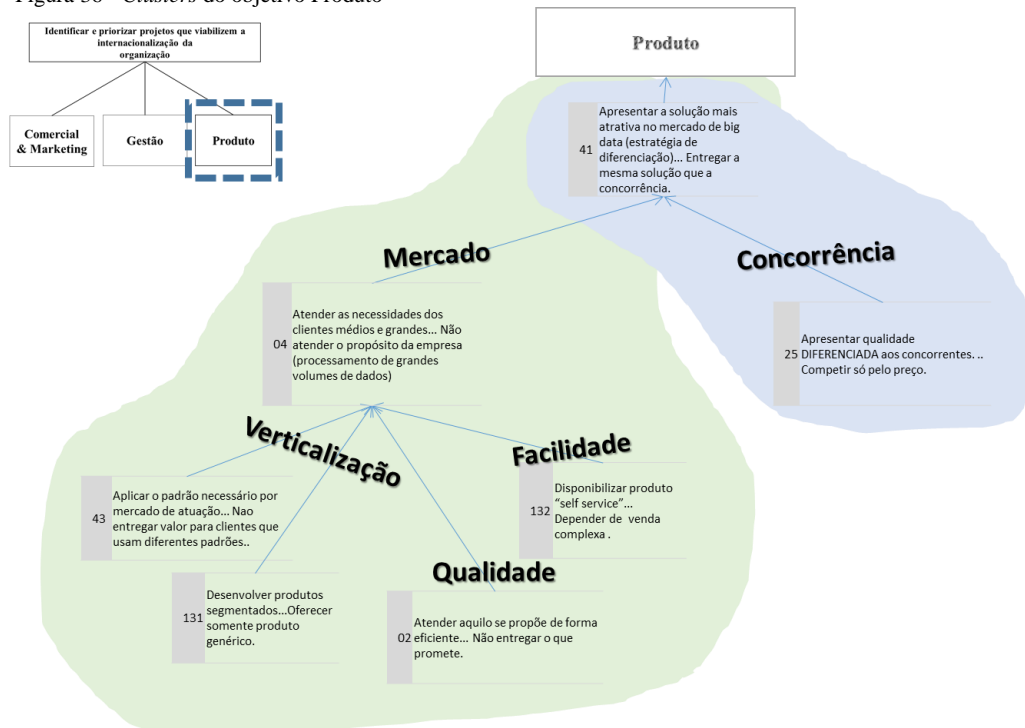 Figura 38 - Clusters do objetivo Produto
Identificar e priorizar projetos que viabilizem a
internacionalização da
organização
Comercial
& Marketing
Gestão
Produto
Produto
41
Apresentar a solução mais
atrativa no mercado de big
data (estratégia de
diferenciação)... Entregar a
mesma solução que a
concorrência.
Mercado
Concorrência
04
Atender as necessidades dos
clientes médios e grandes... Não
atender o propósito da empresa
(processamento de grandes
volumes de dados)
25
Apresentar qualidade
DIFERENCIADA aos concorrentes. ..
Competir só pelo preço.
Verticalização
Facilidade
43
Aplicar o padrão necessário por
mercado de atuação... Nao
entregar valor para clientes que
usam diferentes padrões..
132
Disponibilizar produto
“self service”...
Depender de venda
complexa .
Qualidade
131
Desenvolver produtos
segmentados...Oferecer
somente produto
genérico.
02
Atender aquilo se propõe de forma
eficiente... Não entregar o que
promete.